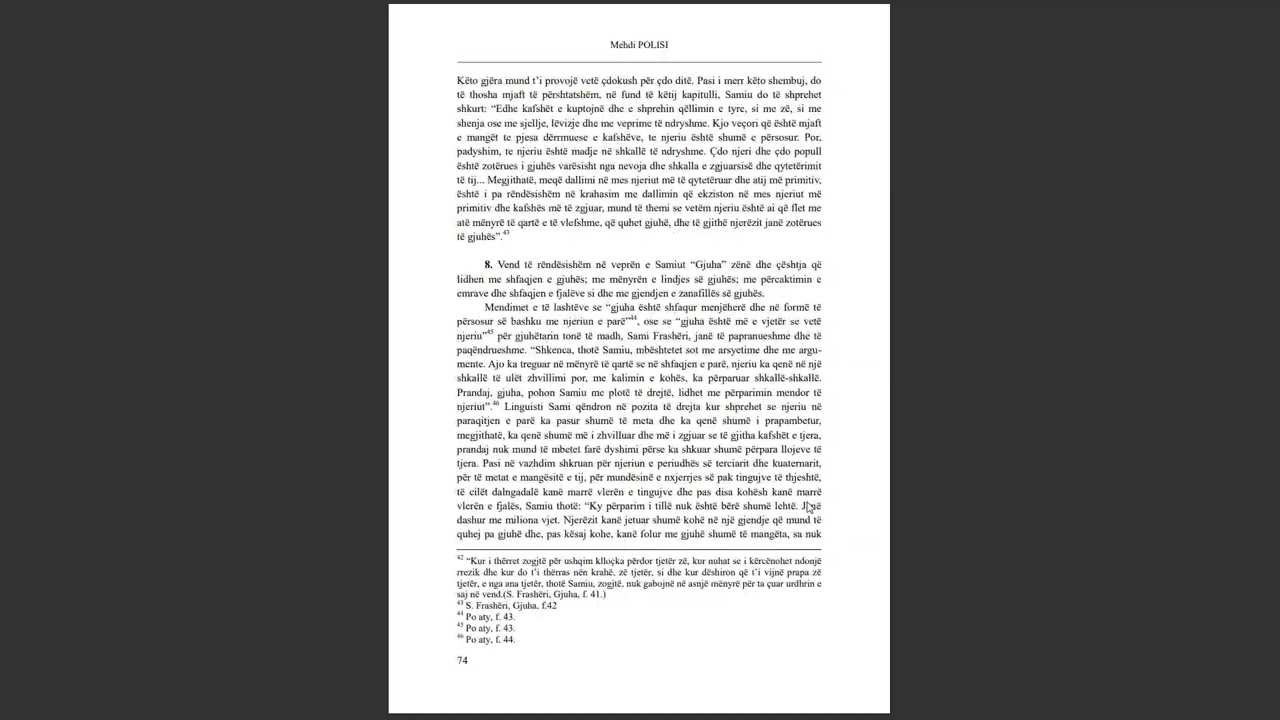 Mehdi POLISI
Këto gjëra mund t’i provojë vetë çdokush për çdo ditë. Pasi i merr këto shembuj, do
të thosha mjaft të përshtatshëm, në fund të këtij kapitulli, Samiu do të shprehet
shkurt: “Edhe kafshët e kuptojnë dhe e shprehin qëllimin e tyre, si me zë, si me
shenja ose me sjellje, lëvizje dhe me veprime të ndryshme. Kjo veçori që është mjaft
e mangët te pjesa dërrmuese e kafshëve, te njeriu është shumë e përsosur. Por,
padyshim, te njeriu është madje në shkallë të ndryshme. Çdo njeri dhe çdo popull
është zotërues i gjuhës varësisht nga nevoja dhe shkalla e zgjuarsisë dhe qytetërimit
të tij... Megjithatë, meqë dallimi në mes njeriut më të qytetëruar dhe atij më primitiv,
është i pa rëndësishëm në krahasim me dallimin që ekziston në mes njeriut më
primitiv dhe kafshës më të zgjuar, mund të themi se vetëm njeriu është ai që flet me
atë mënyrë të qartë e të vlefshme, që quhet gjuhë, dhe të gjithë njerëzit janë zotërues
të gjuhës”.43
8. Vend të rëndësishëm në veprën e Samiut “Gjuha” zënë dhe çështja që
lidhen me shfaqjen e gjuhës; me mënyrën e lindjes së gjuhës; me përcaktimin e
emrave dhe shfaqjen e fjalëve si dhe me gjendjen e zanafillës së gjuhës.
Mendimet e të lashtëve se “gjuha është shfaqur menjëherë dhe në formë të
përsosur së bashku me njeriun e parë”44, ose se “gjuha është më e vjetër se vetë
njeriu”45 për gjuhëtarin tonë të madh, Sami Frashëri, janë të papranueshme dhe të
paqëndrueshme. “Shkenca, thotë Samiu, mbështetet sot me arsyetime dhe me argu-
mente. Ajo ka treguar në mënyrë të qartë se në shfaqjen e parë, njeriu ka qenë në një
shkallë të ulët zhvillimi por, me kalimin e kohës, ka përparuar shkallë-shkallë.
Prandaj, gjuha, pohon Samiu me plotë të drejtë, lidhet me përparimin mendor të
njeriut”.46 Linguisti Sami qëndron në pozita të drejta kur shprehet se njeriu në
paraqitjen e parë ka pasur shumë të meta dhe ka qenë shumë i prapambetur,
megjithatë, ka qenë shumë më i zhvilluar dhe më i zgjuar se të gjitha kafshët e tjera,
prandaj nuk mund të mbetet farë dyshimi përse ka shkuar shumë përpara llojeve të
tjera. Pasi në vazhdim shkruan për njeriun e periudhës së terciarit dhe kuaternarit,
për të metat e mangësitë e tij, për mundësinë e nxjerrjes së pak tingujve të thjeshtë,
të cilët dalngadalë kanë marrë vlerën e tingujve dhe pas disa kohësh kanë marrë
vlerën e fjalës, Samiu thotë: “Ky përparim i tillë nuk është bërë shumë lehtë. Janë
dashur me miliona vjet. Njerëzit kanë jetuar shumë kohë në një gjendje që mund të
quhej pa gjuhë dhe, pas kësaj kohe, kanë folur me gjuhë shumë të mangëta, sa nuk
42 “Kur i thërret zogjtë për ushqim klloçka përdor tjetër zë, kur nuhat se i kërcënohet ndonjë
rrezik dhe kur do t’i thërras nën krahë, zë tjetër, si dhe kur dëshiron që t’i vijnë prapa zë
tjetër, e nga ana tjetër, thotë Samiu, zogjtë, nuk gabojnë në asnjë mënyrë për ta çuar urdhrin e
saj në vend.(S. Frashëri, Gjuha, f. 41.)
43 S. Frashëri, Gjuha, f.42
44 Po aty, f. 43.
45 Po aty, f. 43.
46 Po aty, f. 44.
74